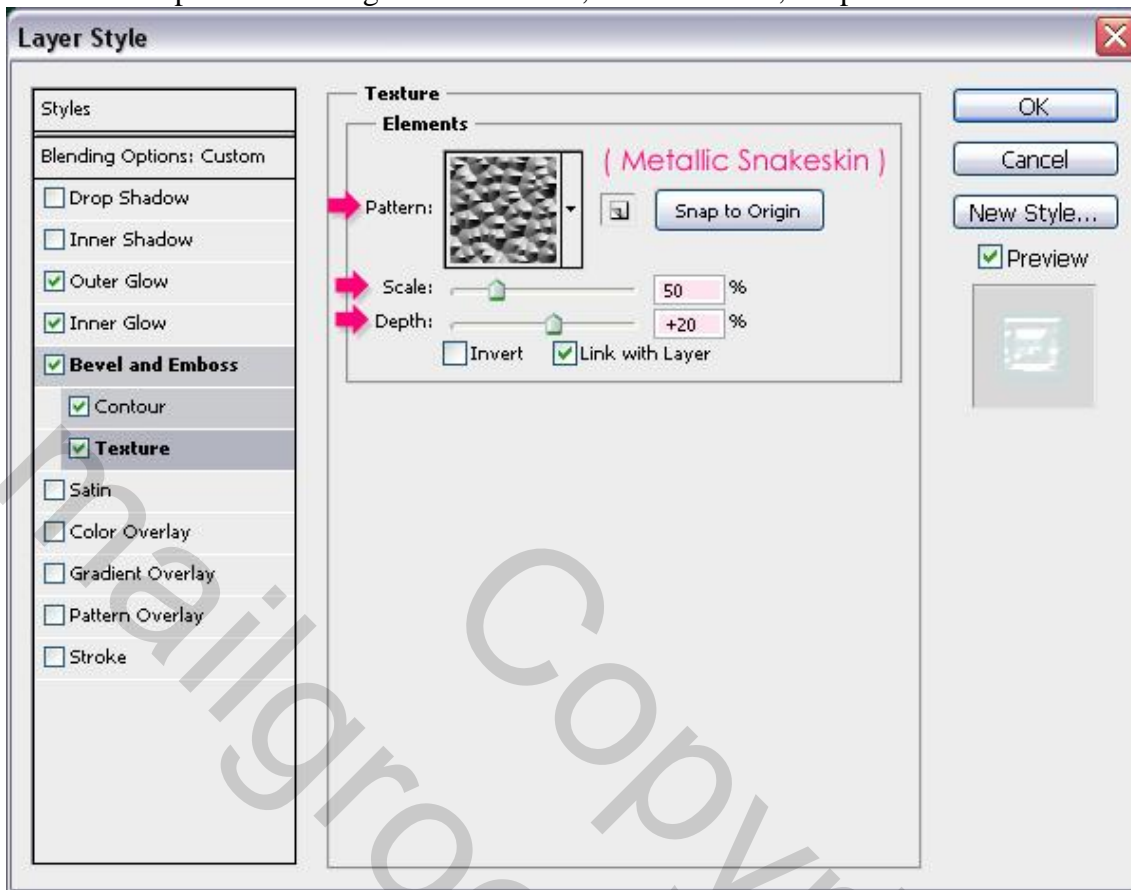 Layer Style
Styles
Blending Options: Custom
Drop Shadow
Inner Shadow
Outer Glow
Inner Glow
Bevel and Emboss
Contour
Texture
Satin
Color Overlay
Gradient Overlay
Pattern Overlay
Stroke
Texture
Elements
( Metallic Snakeskin )
Pattern:
Snap to Origin
Scale: 50 %
Depth: +20 %
Invert Link with Layer
OK
Cancel
New Style...
Preview